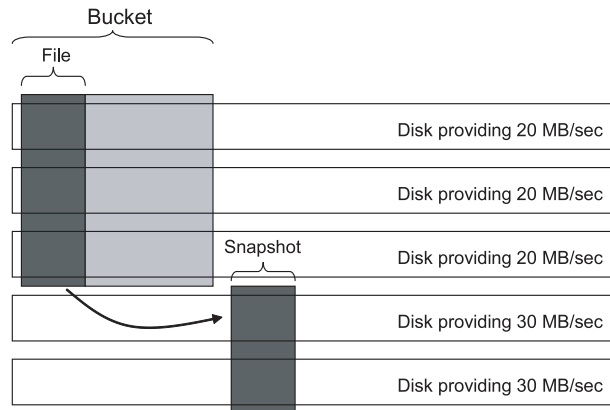 Bucket
File
Disk providing 20 MB/sec
Disk providing 20 MB/sec
Snapshot
Disk providing 20 MB/sec
Disk providing 30 MB/sec
Disk providing 30 MB/sec